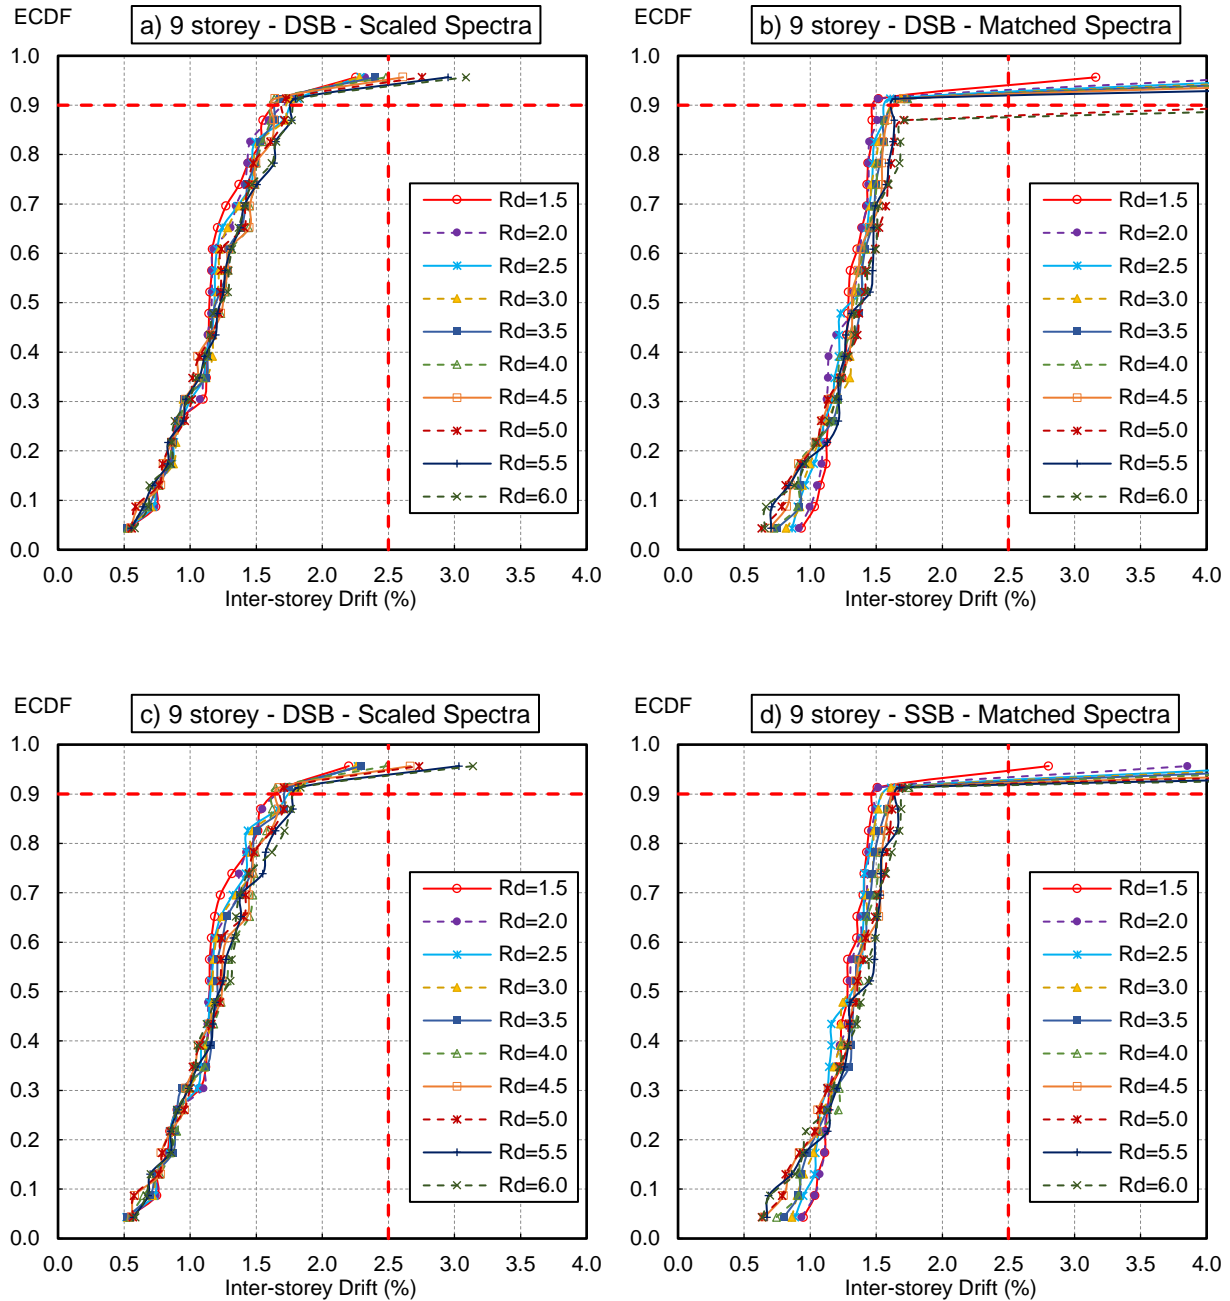 ECDF
a) 9 storey - DSB - Scaled Spectra
1.0
0.9
0.8
0.7
0.6
0.5
0.4
0.3
0.2
0.1
0.0
Rd=1.5
Rd=2.0
Rd=2.5
Rd=3.0
Rd=3.5
Rd=4.0
Rd=4.5
Rd=5.0
Rd=5.5
Rd=6.0
0.0 0.5 1.0 1.5 2.0 2.5 3.0 3.5 4.0
Inter-storey Drift (%)
ECDF
b) 9 storey - DSB - Matched Spectra
1.0
0.9
0.8
0.7
0.6
0.5
0.4
0.3
0.2
0.1
0.0
Rd=1.5
Rd=2.0
Rd=2.5
Rd=3.0
Rd=3.5
Rd=4.0
Rd=4.5
Rd=5.0
Rd=5.5
Rd=6.0
0.0 0.5 1.0 1.5 2.0 2.5 3.0 3.5 4.0
Inter-storey Drift (%)
ECDF
c) 9 storey - DSB - Scaled Spectra
1.0
0.9
0.8
0.7
0.6
0.5
0.4
0.3
0.2
0.1
0.0
Rd=1.5
Rd=2.0
Rd=2.5
Rd=3.0
Rd=3.5
Rd=4.0
Rd=4.5
Rd=5.0
Rd=5.5
Rd=6.0
0.0 0.5 1.0 1.5 2.0 2.5 3.0 3.5 4.0
Inter-storey Drift (%)
ECDF
d) 9 storey - SSB - Matched Spectra
1.0
0.9
0.8
0.7
0.6
0.5
0.4
0.3
0.2
0.1
0.0
Rd=1.5
Rd=2.0
Rd=2.5
Rd=3.0
Rd=3.5
Rd=4.0
Rd=4.5
Rd=5.0
Rd=5.5
Rd=6.0
0.0 0.5 1.0 1.5 2.0 2.5 3.0 3.5 4.0
Inter-storey Drift (%)